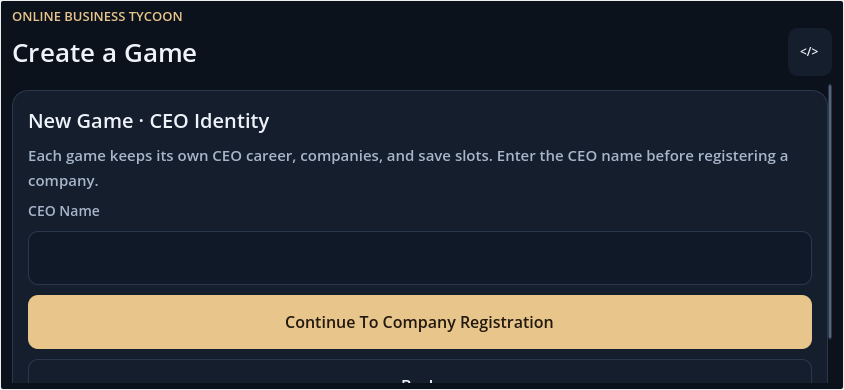 ONLINE BUSINESS TYCOON
Create a Game
</>
New Game · CEO Identity
Each game keeps its own CEO career, companies, and save slots. Enter the CEO name before registering a
company.
CEO Name
Continue To Company Registration